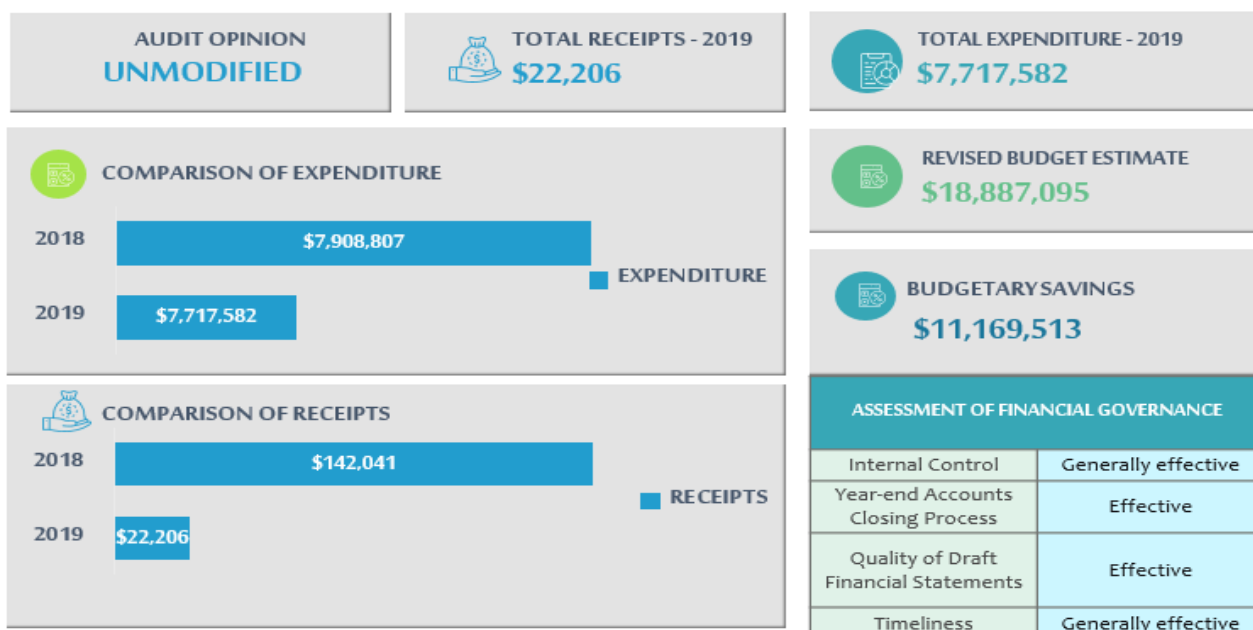 AUDIT OPINION
UNMODIFIED
TOTAL RECEIPTS - 2019
$22,206
TOTAL EXPENDITURE - 2019
$7,717,582
COMPARISON OF EXPENDITURE
2018
$7,908,807
EXPENDITURE
2019
$7,717,582
REVISED BUDGET ESTIMATE
$18,887,095
BUDGETARY SAVINGS
$11,169,513
COMPARISON OF RECEIPTS
2018
$142,041
RECEIPTS
2019
$22,206
ASSESSMENT OF FINANCIAL GOVERNANCE
Internal Control
Generally effective
Year-end Accounts
Closing Process
Effective
Quality of Draft
Financial Statements
Effective
Timeliness
Generally effective